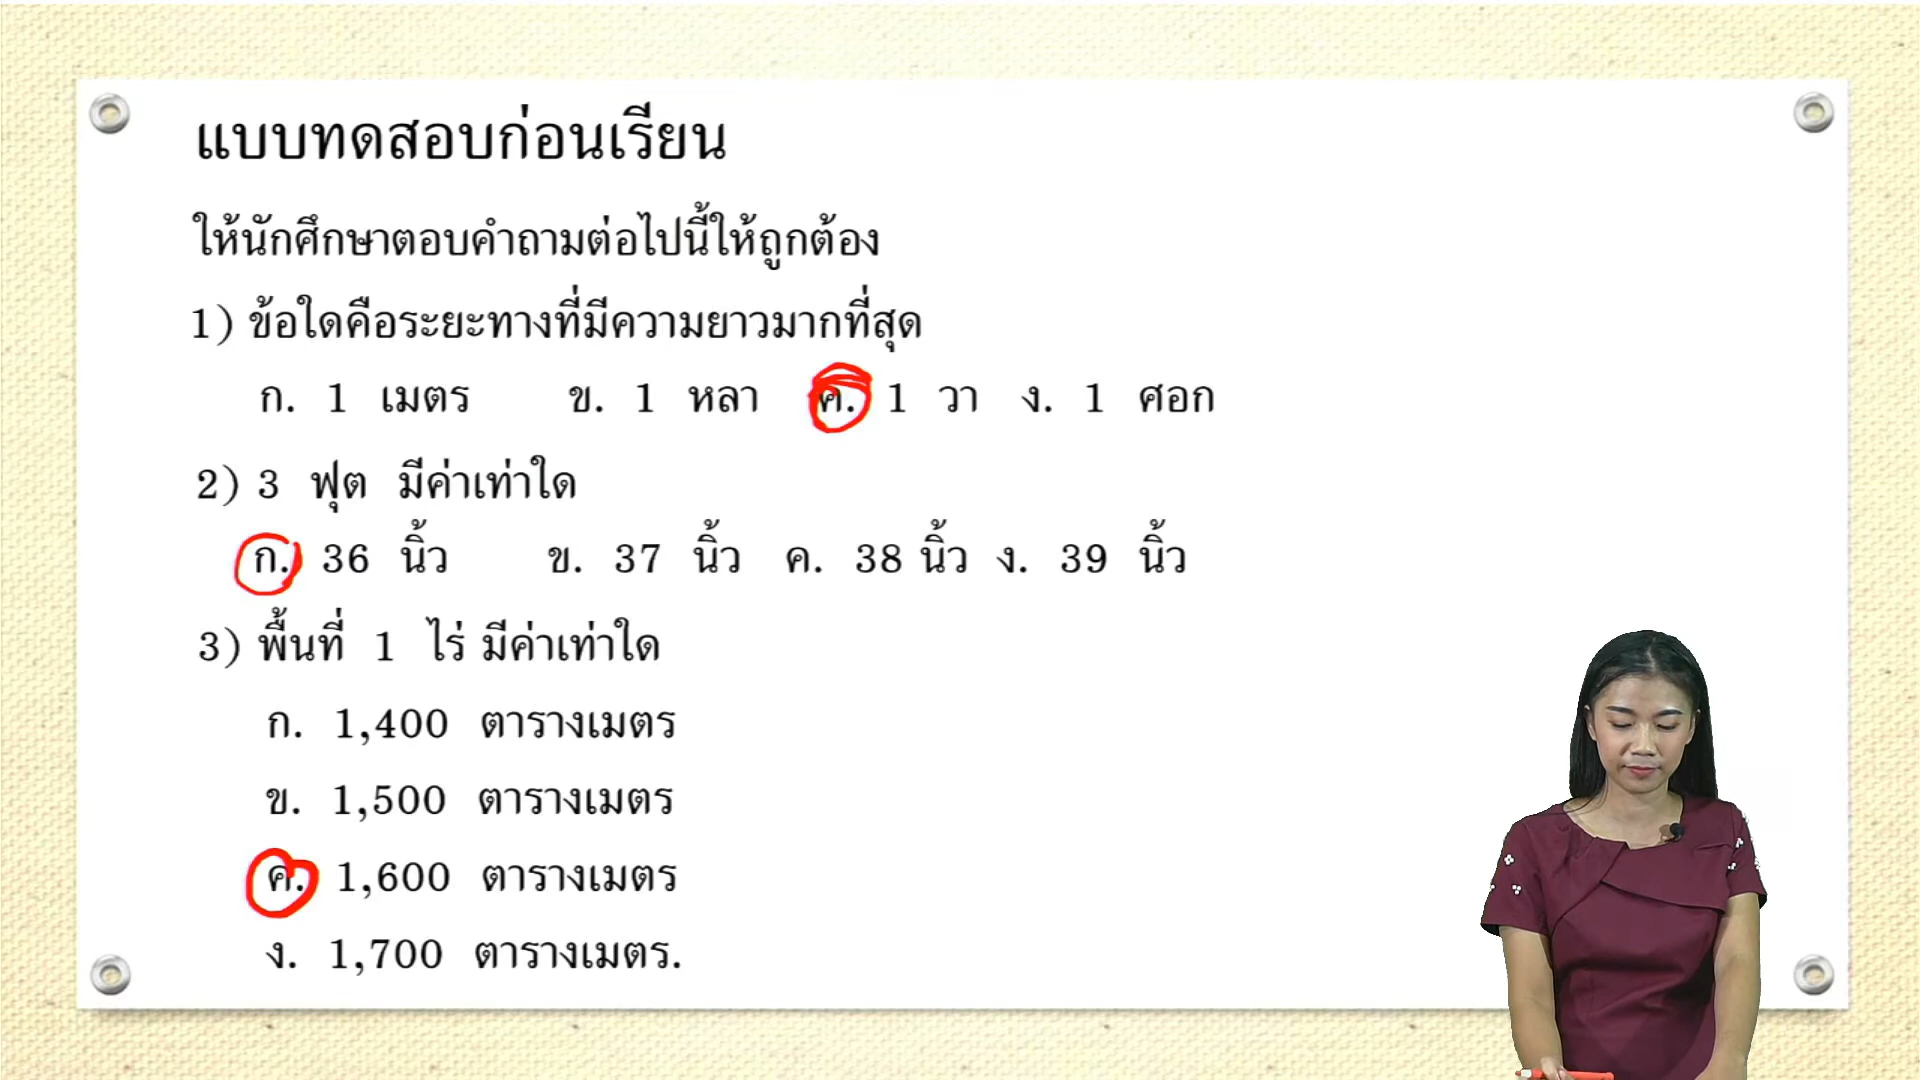 แบบทดสอบก่อนเรียน
ให้นักศึกษาตอบคำถามต่อไปนี้ให้ถูกต้อง
1) ข้อใดคือระยะทางที่มีความยาวมากที่สุด
ก. 1 เมตร ข. 1 หลา ค. 1 วา ง. 1 ศอก
2) 3 ฟุต มีค่าเท่าใด
ก. 36 นิ้ว ข. 37 นิ้ว ค. 38 นิ้ว ง. 39 นิ้ว
3) พื้นที่ 1 ไร่ มีค่าเท่าใด
ก. 1,400 ตารางเมตร
ข. 1,500 ตารางเมตร
ค. 1,600 ตารางเมตร
ง. 1,700 ตารางเมตร.